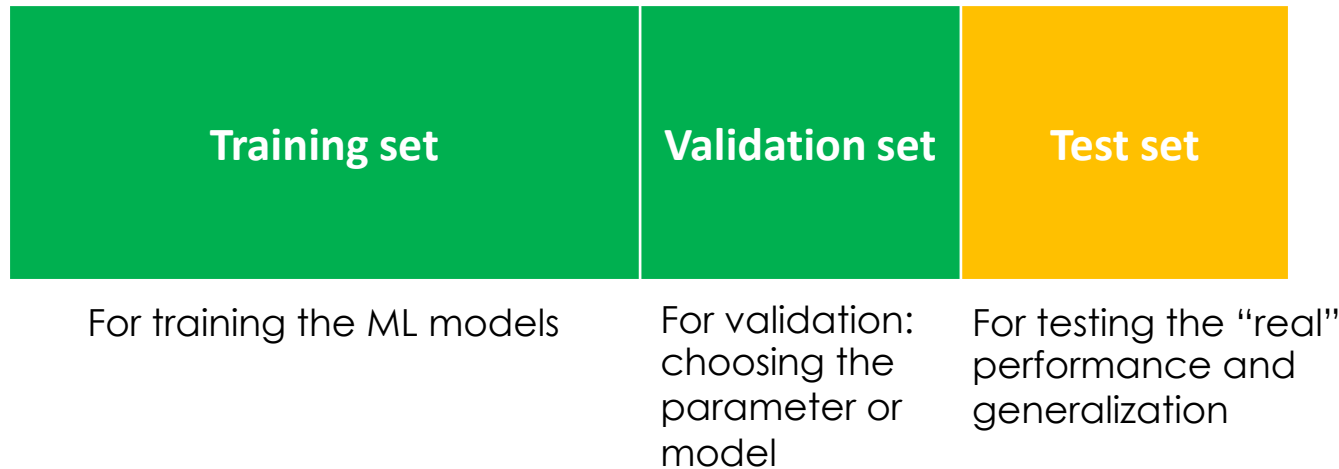 Training set
Validation set
Test set
For training the ML models
For validation:
choosing the
parameter or
model
For testing the “real”
performance and
generalization